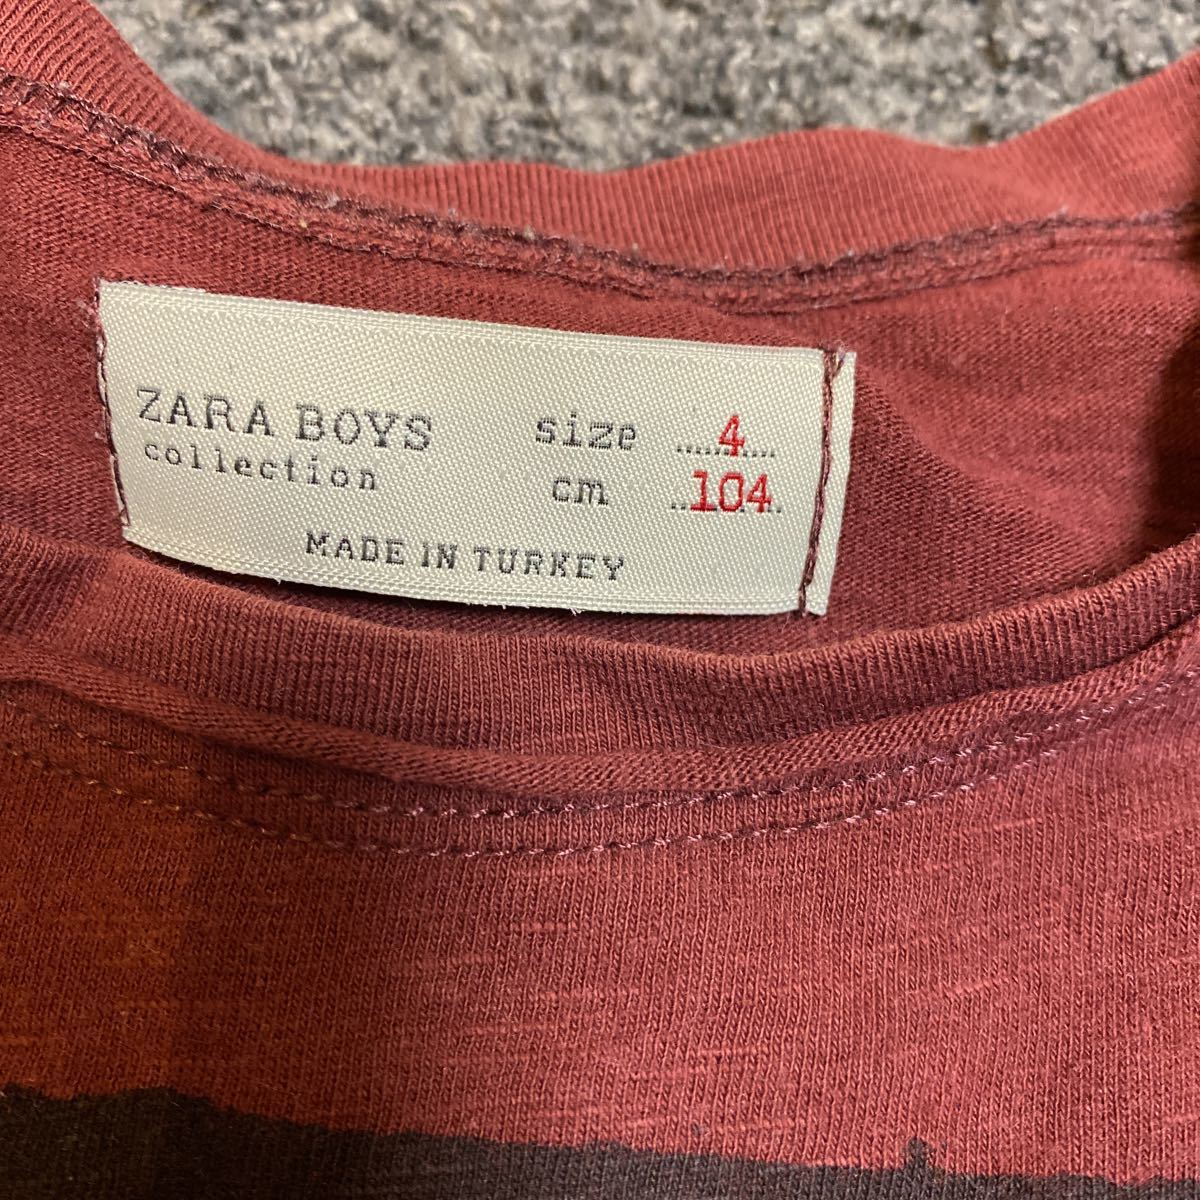 ZARA BOYS
collection
size 4
cm 104
MADE IN TURKEY